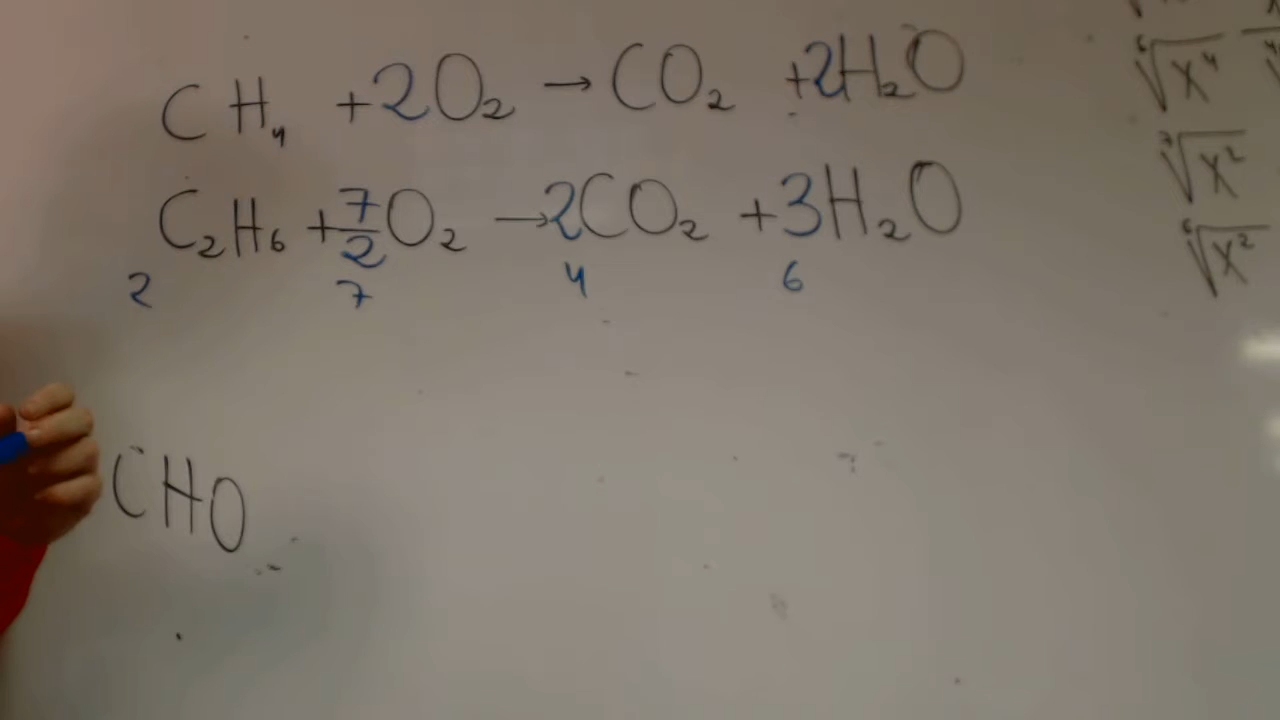 CH₄ + 2O₂ → CO₂ + 2H₂O
C₂H₆ + 7/2 O₂ → 2CO₂ + 3H₂O
2 7 4 6
CHO
⁶√x⁴
⁷√x²
⁶√x²